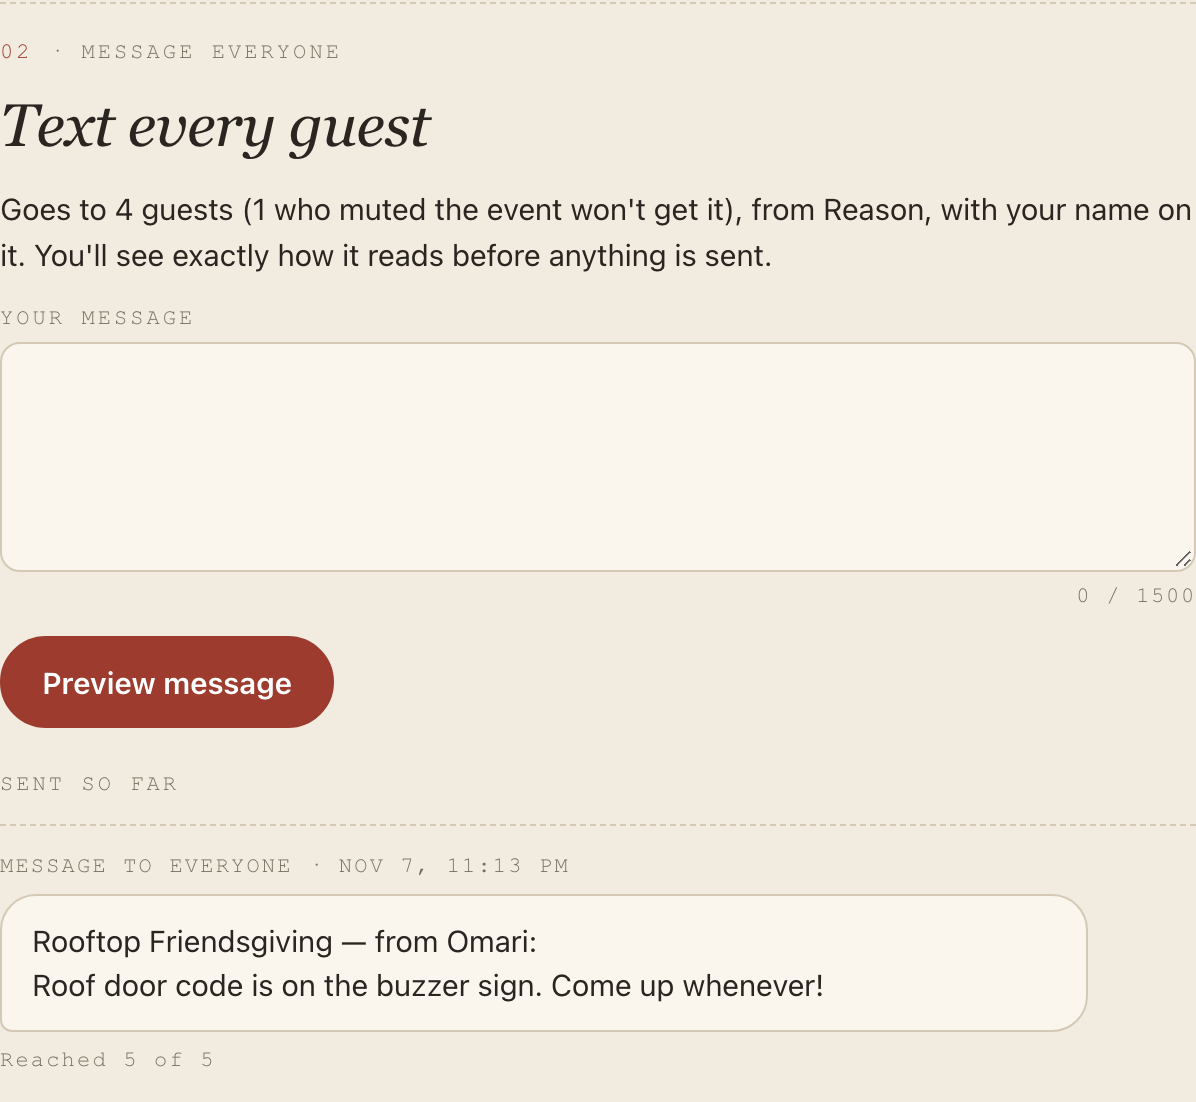 02 · MESSAGE EVERYONE
Text every guest
Goes to 4 guests (1 who muted the event won't get it), from Reason, with your name on
it. You'll see exactly how it reads before anything is sent.
YOUR MESSAGE
0 / 1500
Preview message
SENT SO FAR
MESSAGE TO EVERYONE · NOV 7, 11:13 PM
Rooftop Friendsgiving — from Omari:
Roof door code is on the buzzer sign. Come up whenever!
Reached 5 of 5